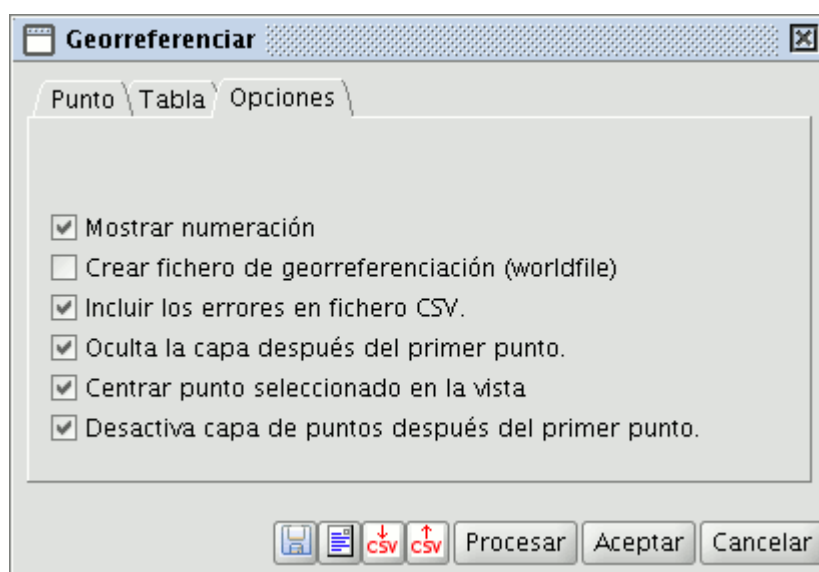 Georreferenciar
Punto Tabla Opciones
Mostrar numeración
Crear fichero de georreferenciación (worldfile)
Incluir los errores en fichero CSV.
Oculta la capa después del primer punto.
Centrar punto seleccionado en la vista
Desactiva capa de puntos después del primer punto.
CSV CSV Procesar Aceptar Cancelar